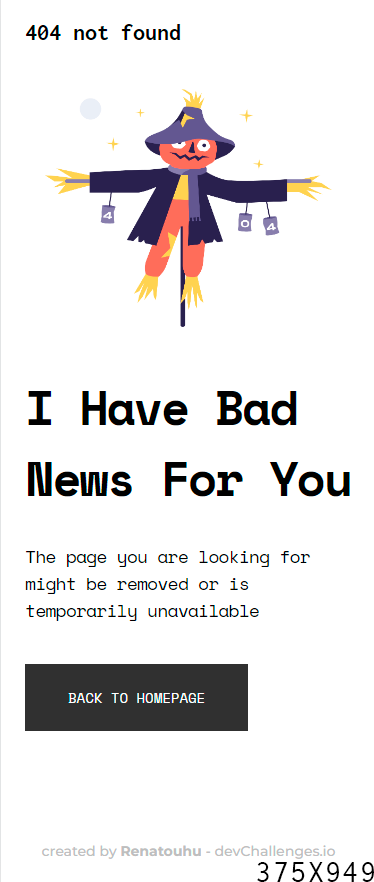 404 not found
4
0
4
I Have Bad
News For You
The page you are looking for
might be removed or is
temporarily unavailable
BACK TO HOMEPAGE
created by Renatouhu - devChallenges.io
375X949